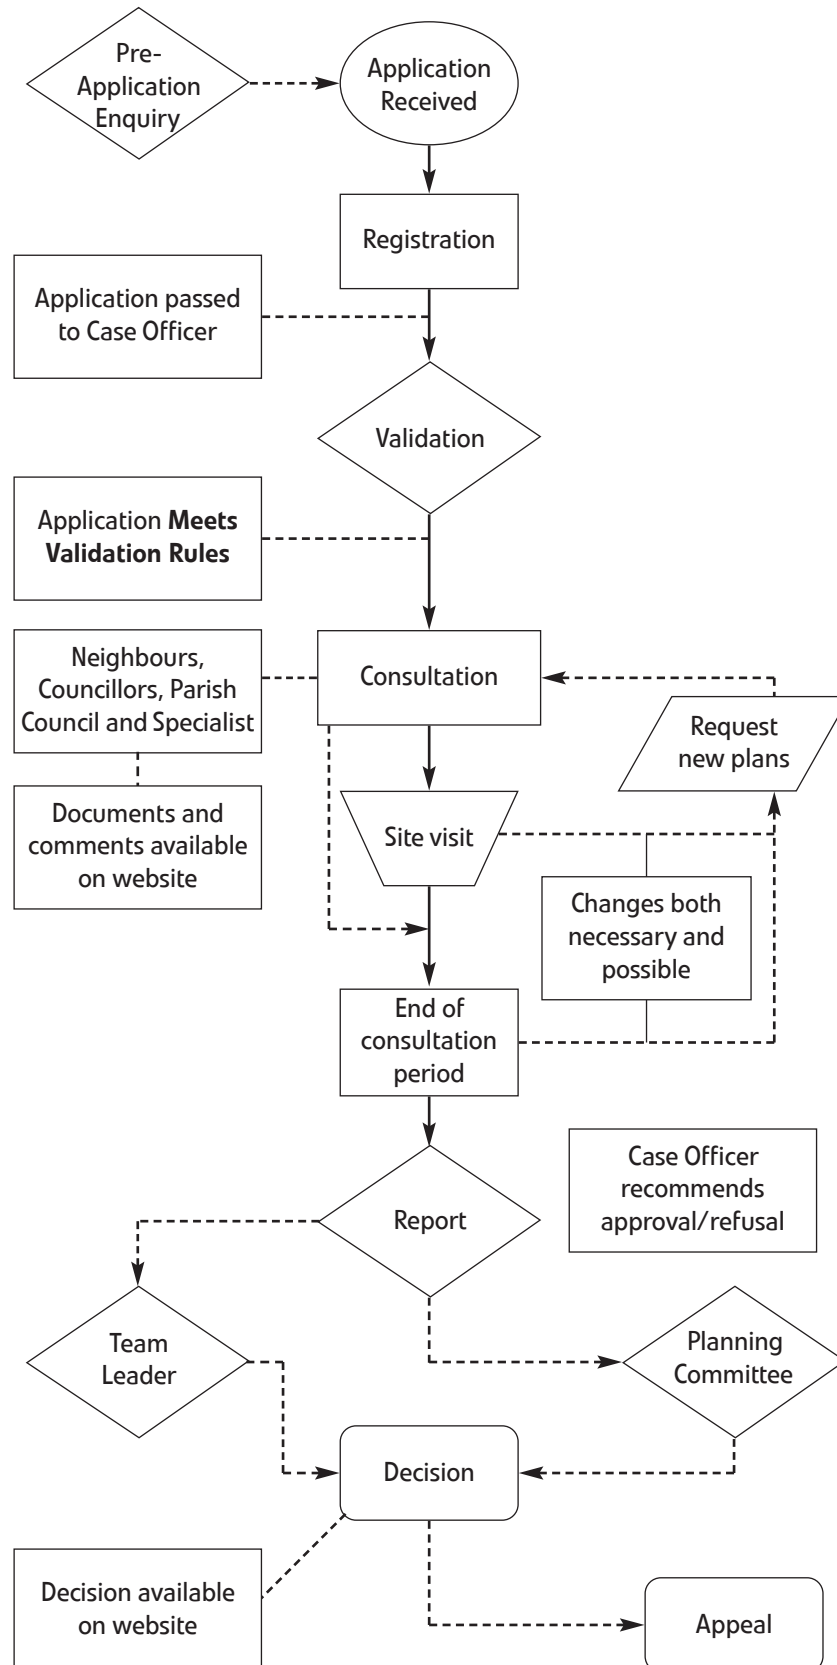 Pre-
Application
Enquiry
Application
Received
Registration
Application passed
to Case Officer
Validation
Application Meets
Validation Rules
Neighbours,
Councillors, Parish
Council and Specialist
Consultation
Request
new plans
Documents and
comments available
on website
Site visit
Changes both
necessary and
possible
End of
consultation
period
Case Officer
recommends
approval/refusal
Report
Team
Leader
Planning
Committee
Decision
Decision available
on website
Appeal